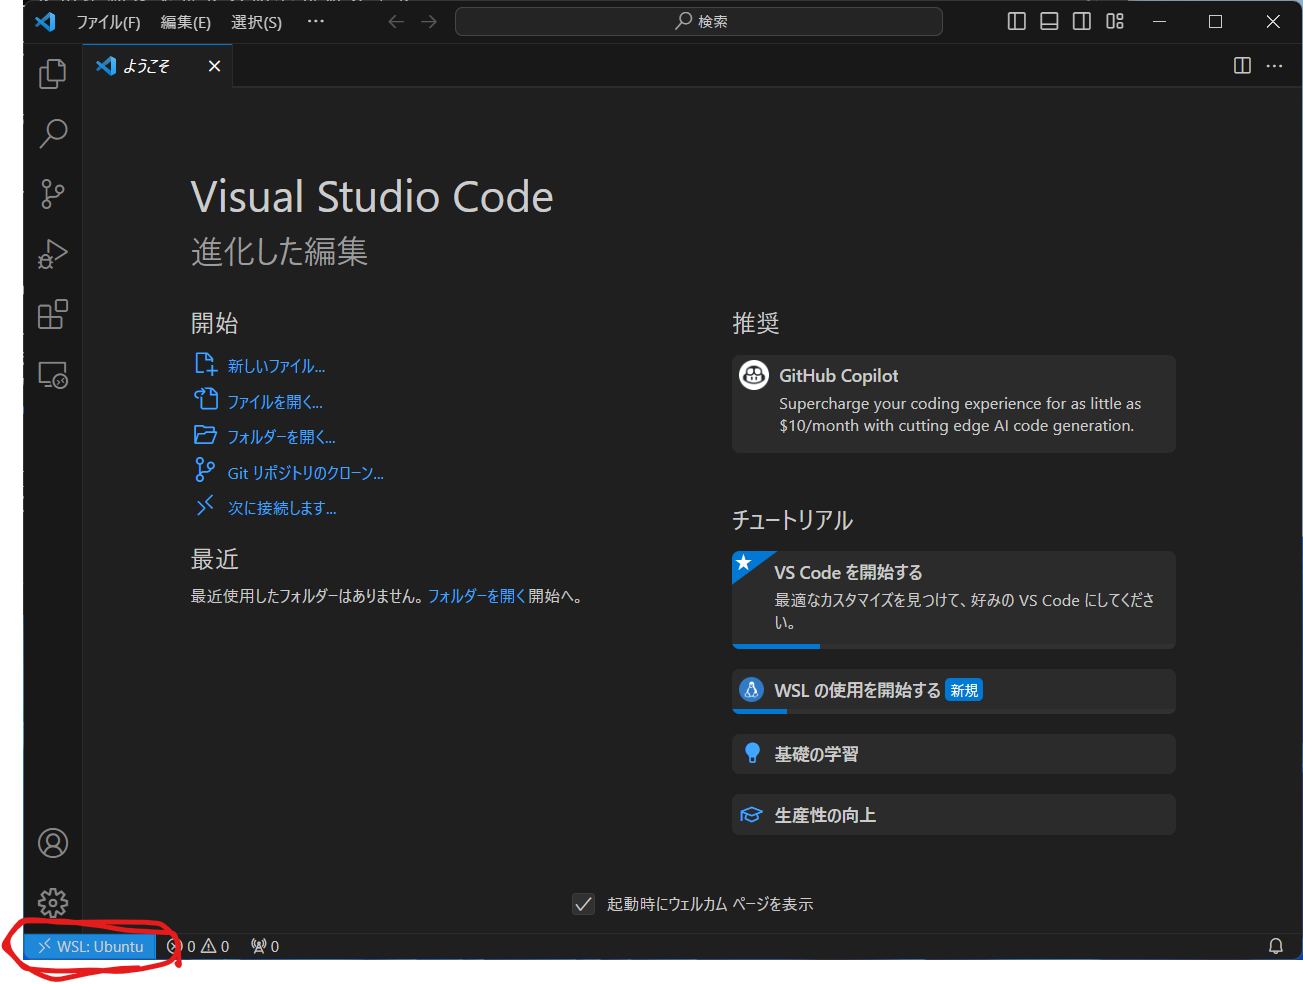 ファイル(F) 編集(E) 選択(S) ··· 検索
ようこそ
Visual Studio Code
進化した編集
開始
新しいファイル...
ファイルを開く...
フォルダーを開く...
Git リポジトリのクローン...
次に接続します...
最近
最近使用したフォルダーはありません。フォルダーを開く開始へ。
推奨
GitHub Copilot
Supercharge your coding experience for as little as
$10/month with cutting edge AI code generation.
チュートリアル
VS Code を開始する
最適なカスタマイズを見つけて、好みの VS Code にしてくださ
い。
WSL の使用を開始する 新規
基礎の学習
生産性の向上
起動時にウェルカム ページを表示
WSL: Ubuntu 0 0 0